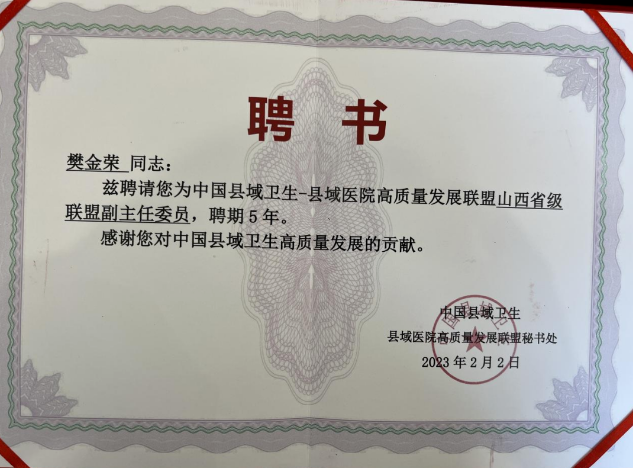 聘 书
樊金荣 同志：
兹聘请您为中国县域卫生-县域医院高质量发展联盟山西省级
联盟副主任委员，聘期5年。
感谢您对中国县域卫生高质量发展的贡献。
中国县域卫生
县域医院高质量发展联盟秘书处
2023年2月2日